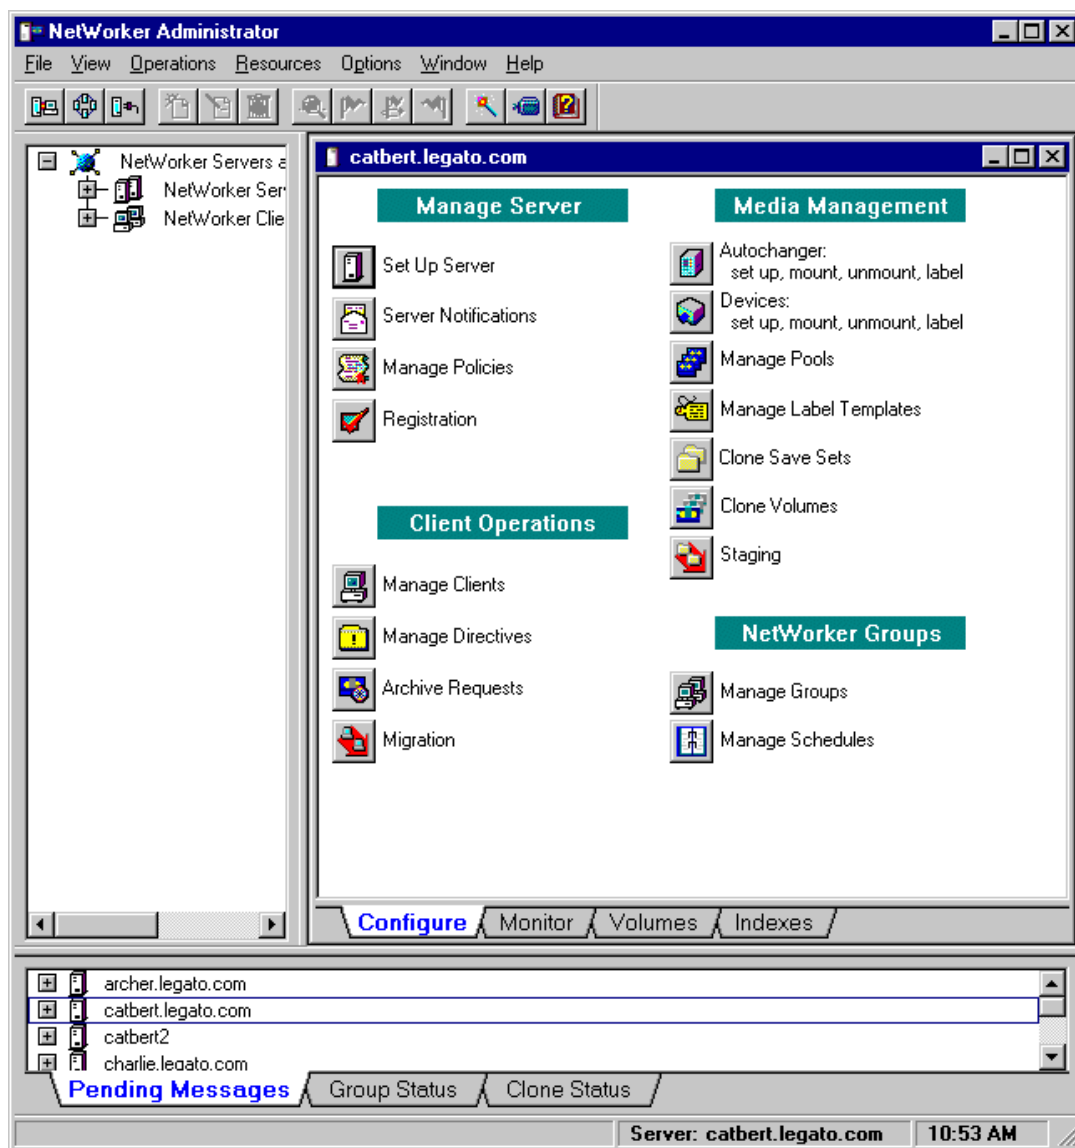 NetWorker Administrator
File View Operations Resources Options Window Help
NetWorker Servers a
NetWorker Ser
NetWorker Clie
catbert.legato.com
Manage Server
Set Up Server
Server Notifications
Manage Policies
Registration
Client Operations
Manage Clients
Manage Directives
Archive Requests
Migration
Media Management
Autochanger:
set up, mount, unmount, label
Devices:
set up, mount, unmount, label
Manage Pools
Manage Label Templates
Clone Save Sets
Clone Volumes
Staging
NetWorker Groups
Manage Groups
Manage Schedules
Configure Monitor Volumes Indexes
archer.legato.com
catbert.legato.com
catbert2
charlie.legato.com
Pending Messages Group Status Clone Status
Server: catbert.legato.com 10:53 AM